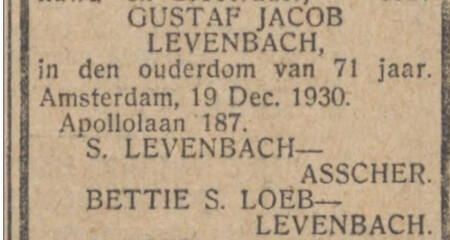 GUSTAF JACOB
LEVENBACH,
in den ouderdom van 71 jaar.
Amsterdam, 19 Dec. 1930.
Apollolaan 187.
S. LEVENBACH—
ASSCHER.
BETTIE S. LOEB—
LEVENBACH.